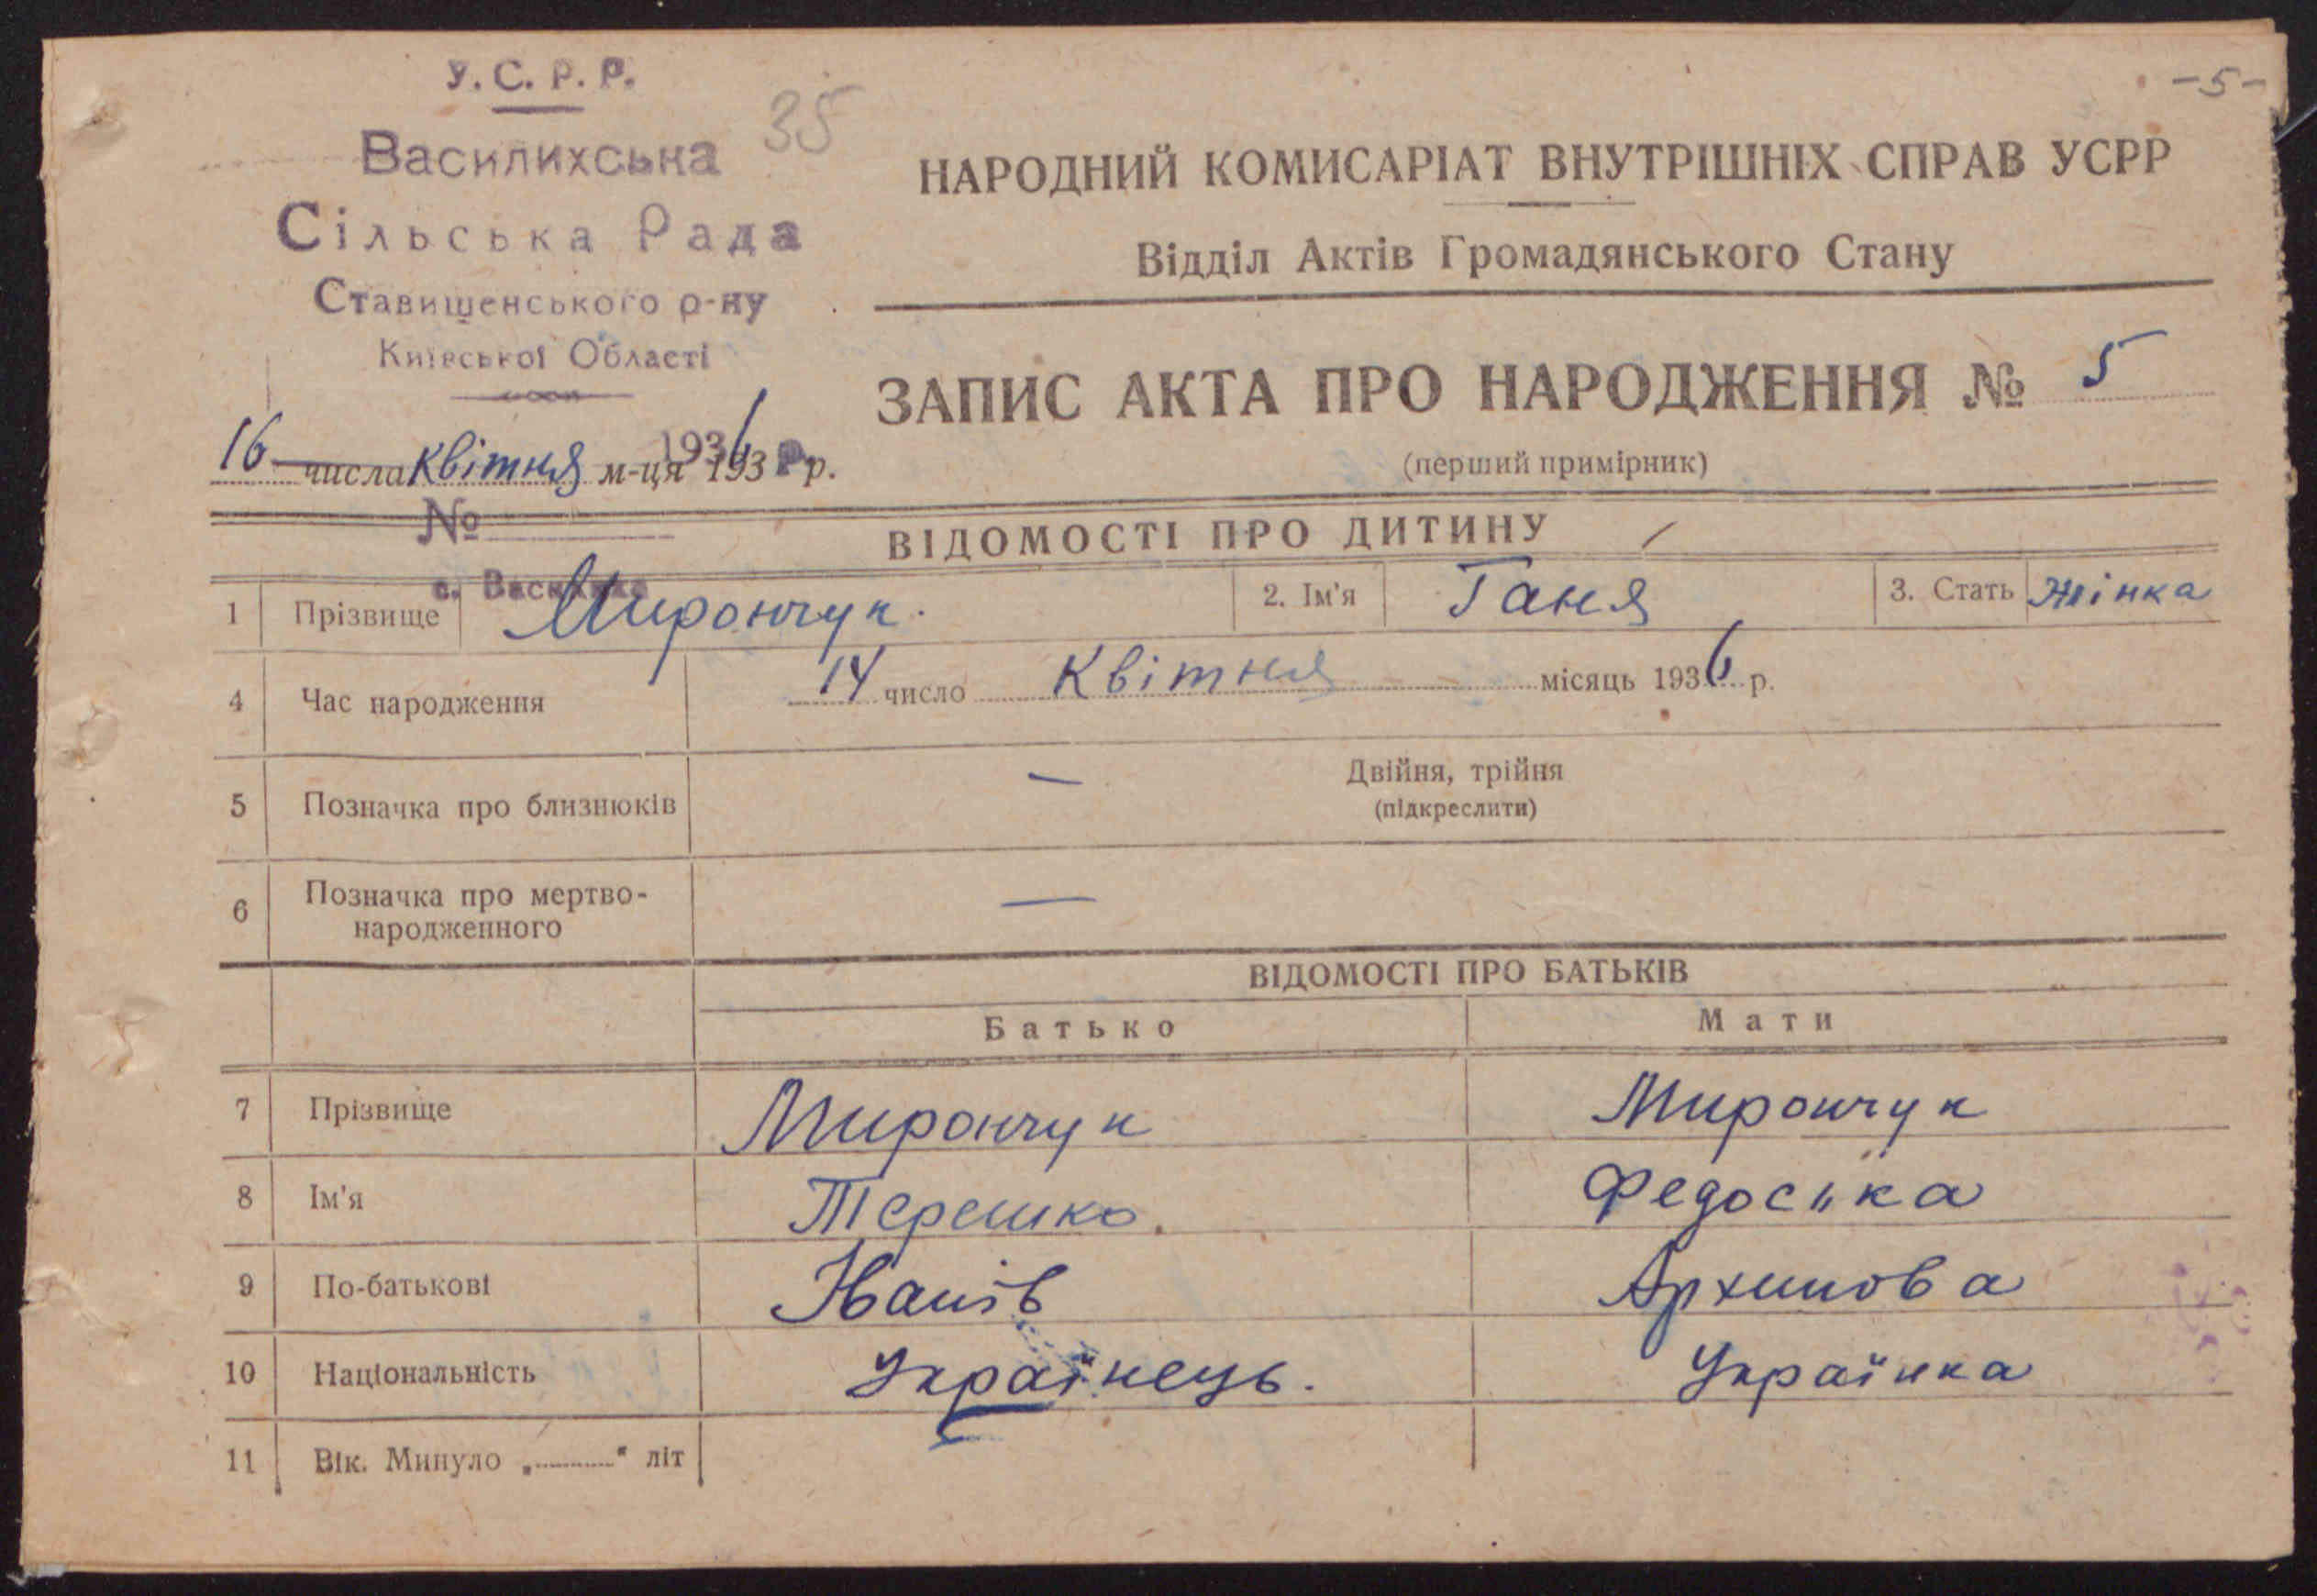 У.С.Р.Р.
35
-5-
Василихська
Сільська Рада
Ставищенського р-ну
Київської Області
НАРОДНИЙ КОМИСАРІАТ ВНУТРІШНІХ СПРАВ УСРР
Відділ Актів Громадянського Стану
ЗАПИС АКТА ПРО НАРОДЖЕННЯ № 5
(перший примірник)
16 числа квітня м-ця 1936 р.
№
ВІДОМОСТІ ПРО ДИТИНУ
с. Василиха
1 Прізвище Мирончук. 2. Ім'я Ганя 3. Стать жінка
4 Час народження 14 число Квітня місяць 1936 р.
5 Позначка про близнюків — Двійня, трійня
(підкреслити)
6 Позначка про мертво-
народженного —
ВІДОМОСТІ ПРО БАТЬКІВ
Батько Мати
7 Прізвище Мирончук Мирончук
8 Ім'я Терешко. Федоська
9 По-батькові Іванів Архипова
10 Національність Українець. Українка
11 Вік. Минуло „..........“ літ